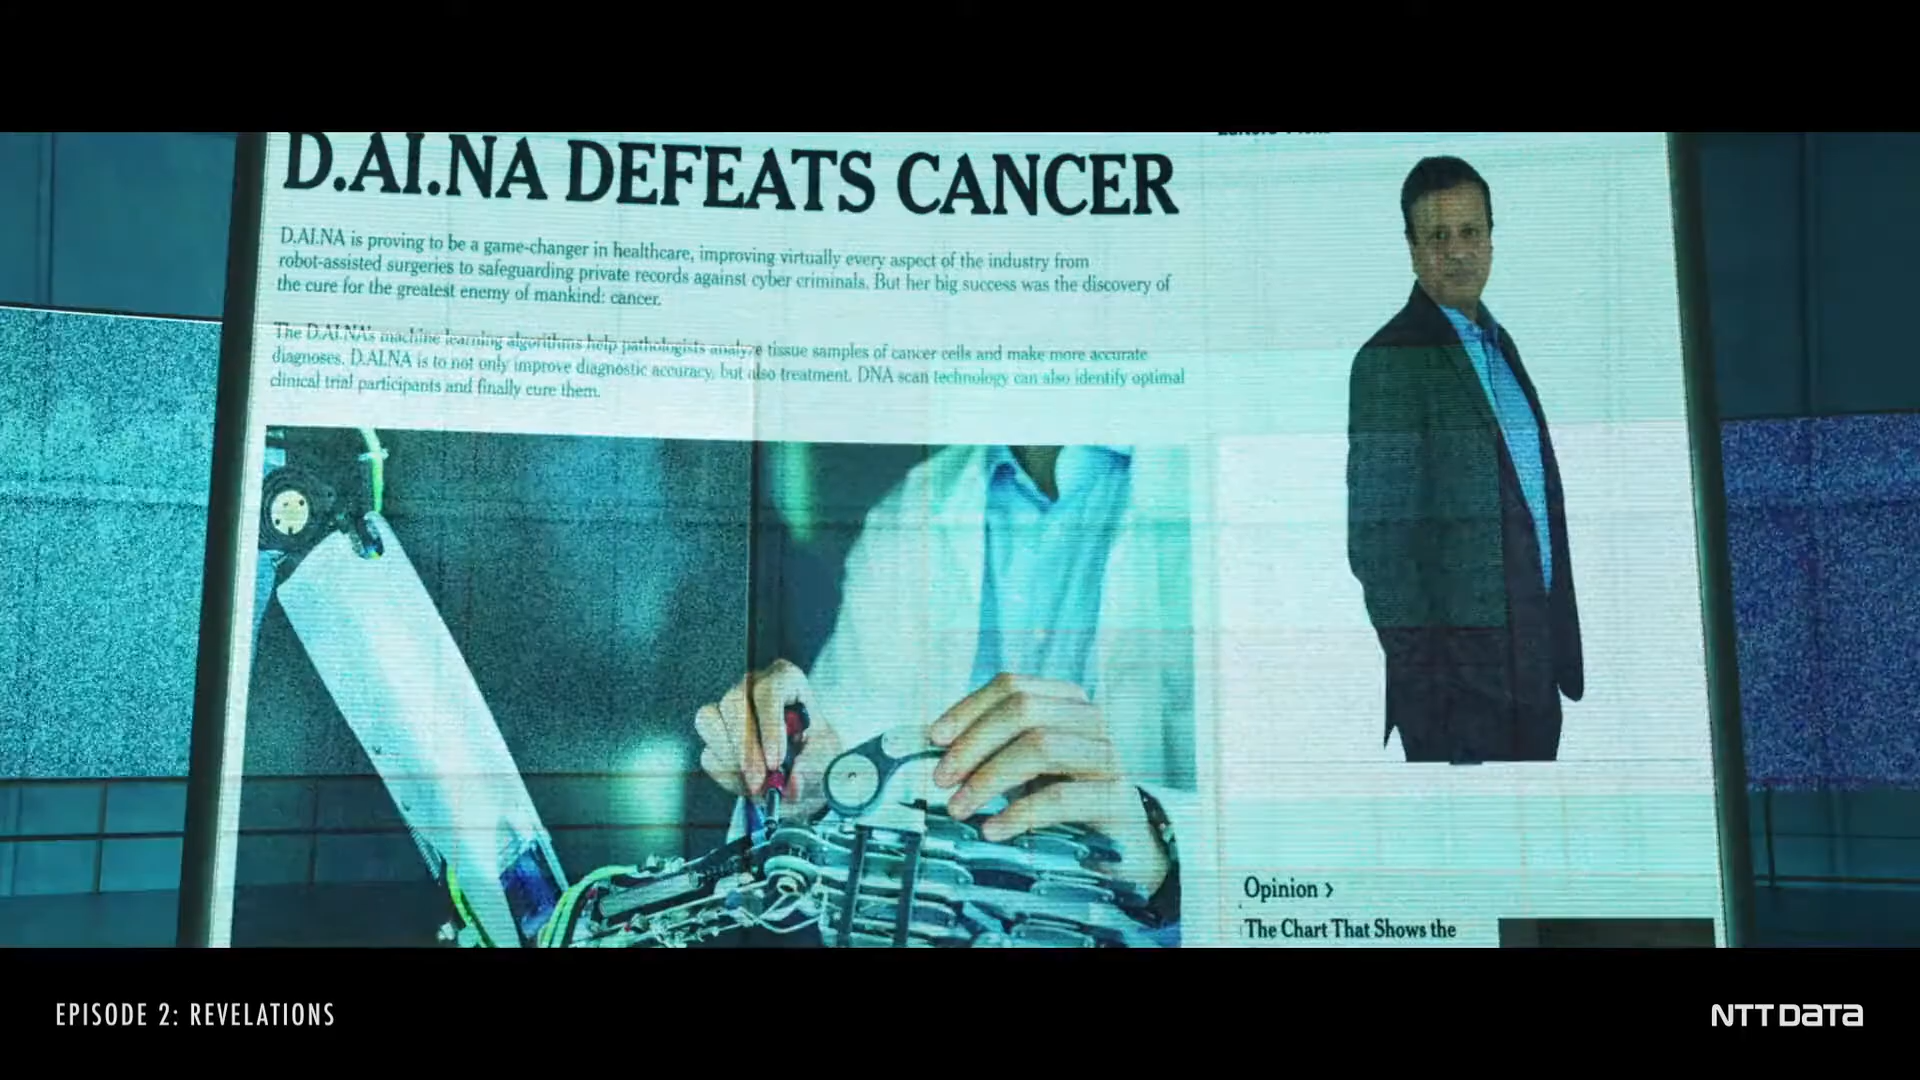 D.AI.NA DEFEATS CANCER
D.AI.NA is proving to be a game-changer in healthcare, improving virtually every aspect of the industry from
robot-assisted surgeries to safeguarding private records against cyber criminals. But her big success was the discovery of
the cure for the greatest enemy of mankind: cancer.
The D.AI.NA's machine learning algorithms help pathologists analyze tissue samples of cancer cells and make more accurate
diagnoses. D.AI.NA is to not only improve diagnostic accuracy, but also treatment. DNA scan technology can also identify optimal
clinical trial participants and finally cure them.
Opinion >
The Chart That Shows the
EPISODE 2: REVELATIONS
NTT DATA